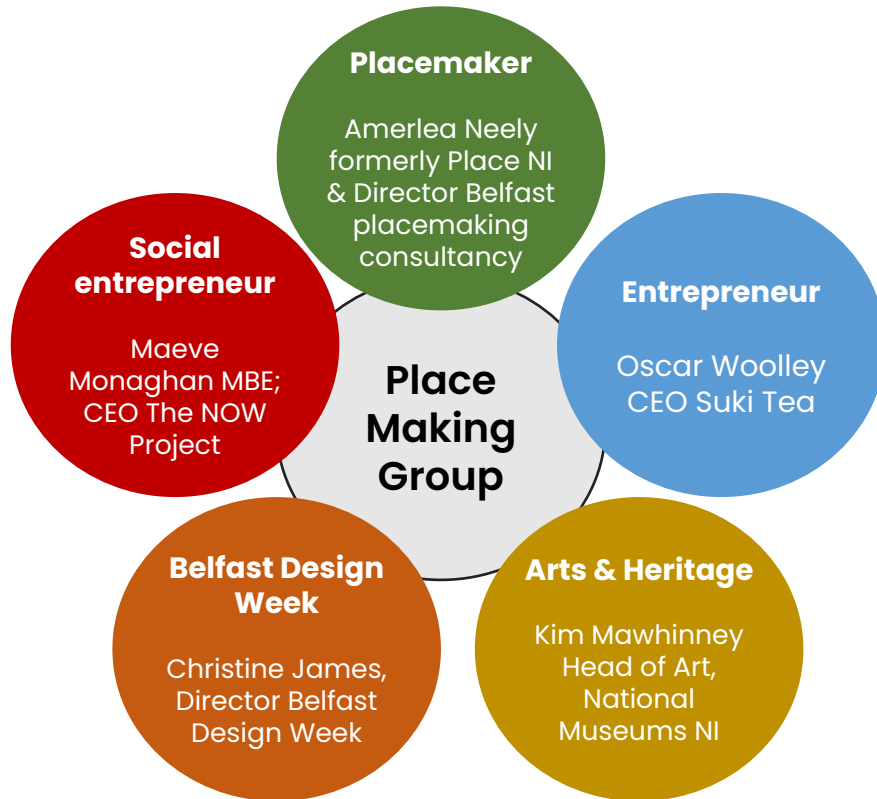 Placemaker
Amerlea Neely
formerly Place NI
& Director Belfast
placemaking
consultancy
Social
entrepreneur
Maeve
Monaghan MBE;
CEO The NOW
Project
Entrepreneur
Oscar Woolley
CEO Suki Tea
Place
Making
Group
Belfast Design
Week
Christine James,
Director Belfast
Design Week
Arts & Heritage
Kim Mawhinney
Head of Art,
National
Museums NI